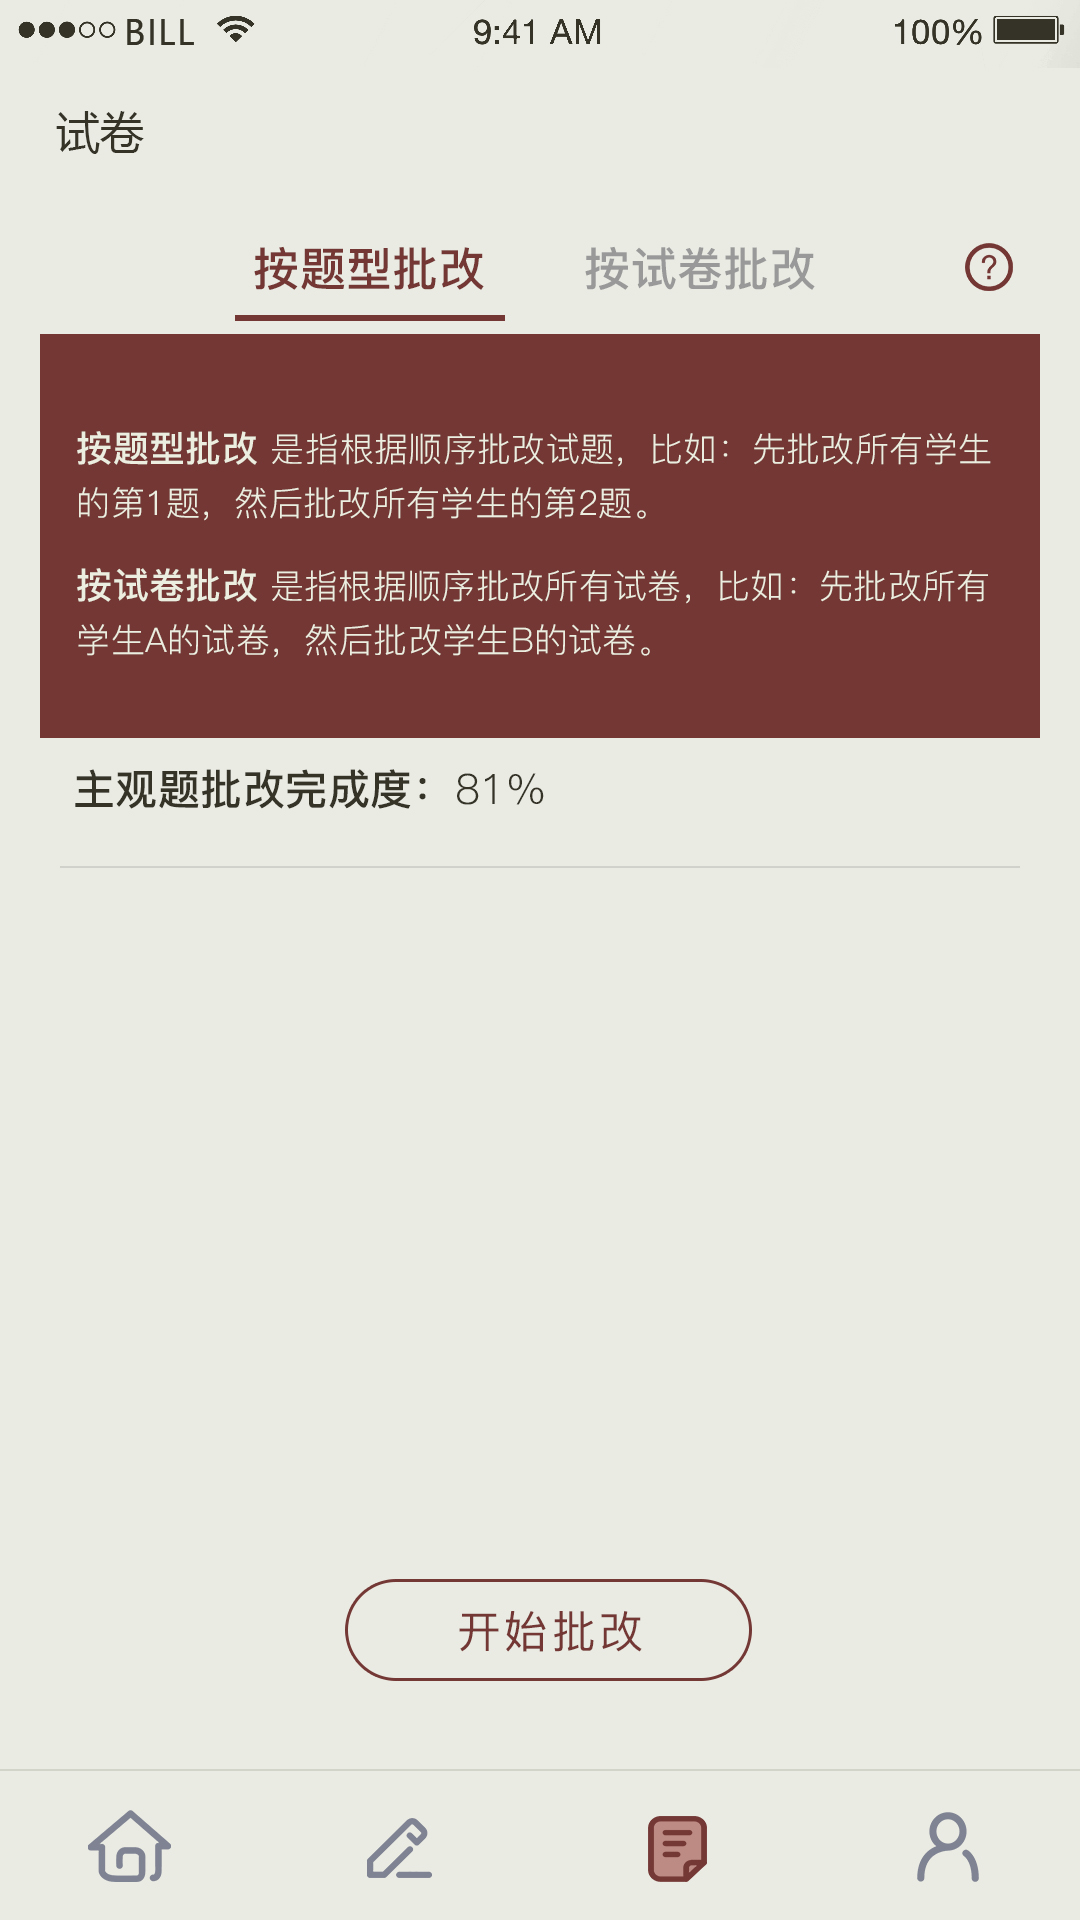 BILL 9:41 AM 100%
试卷
按题型批改 按试卷批改 ?
按题型批改 是指根据顺序批改试题，比如：先批改所有学生
的第1题，然后批改所有学生的第2题。
按试卷批改 是指根据顺序批改所有试卷，比如：先批改所有
学生A的试卷，然后批改学生B的试卷。
主观题批改完成度：81%
开始批改